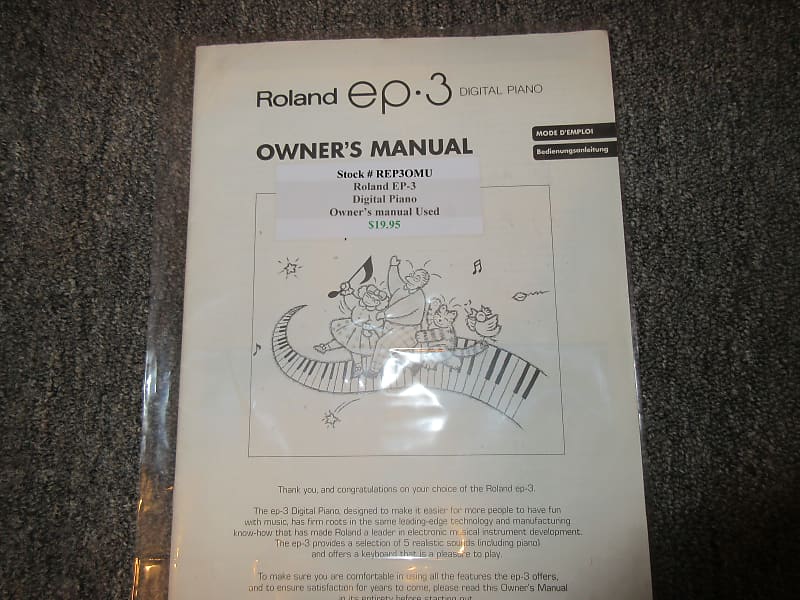 Roland ep·3 DIGITAL PIANO
MODE D'EMPLOI
Bedienungsanleitung
OWNER'S MANUAL
Stock # REP3OMU
Roland EP-3
Digital Piano
Owner's manual Used
$19.95
Thank you, and congratulations on your choice of the Roland ep-3.
The ep-3 Digital Piano, designed to make it easier for more people to have fun
with music, has firm roots in the same leading-edge technology and manufacturing
know-how that has made Roland a leader in electronic musical instrument development.
The ep-3 provides a selection of 5 realistic sounds (including piano)
and offers a keyboard that is a pleasure to play.
To make sure you are comfortable in using all the features the ep-3 offers,
and to ensure satisfaction for years to come, please read this Owner's Manual
in its entirety before starting out.